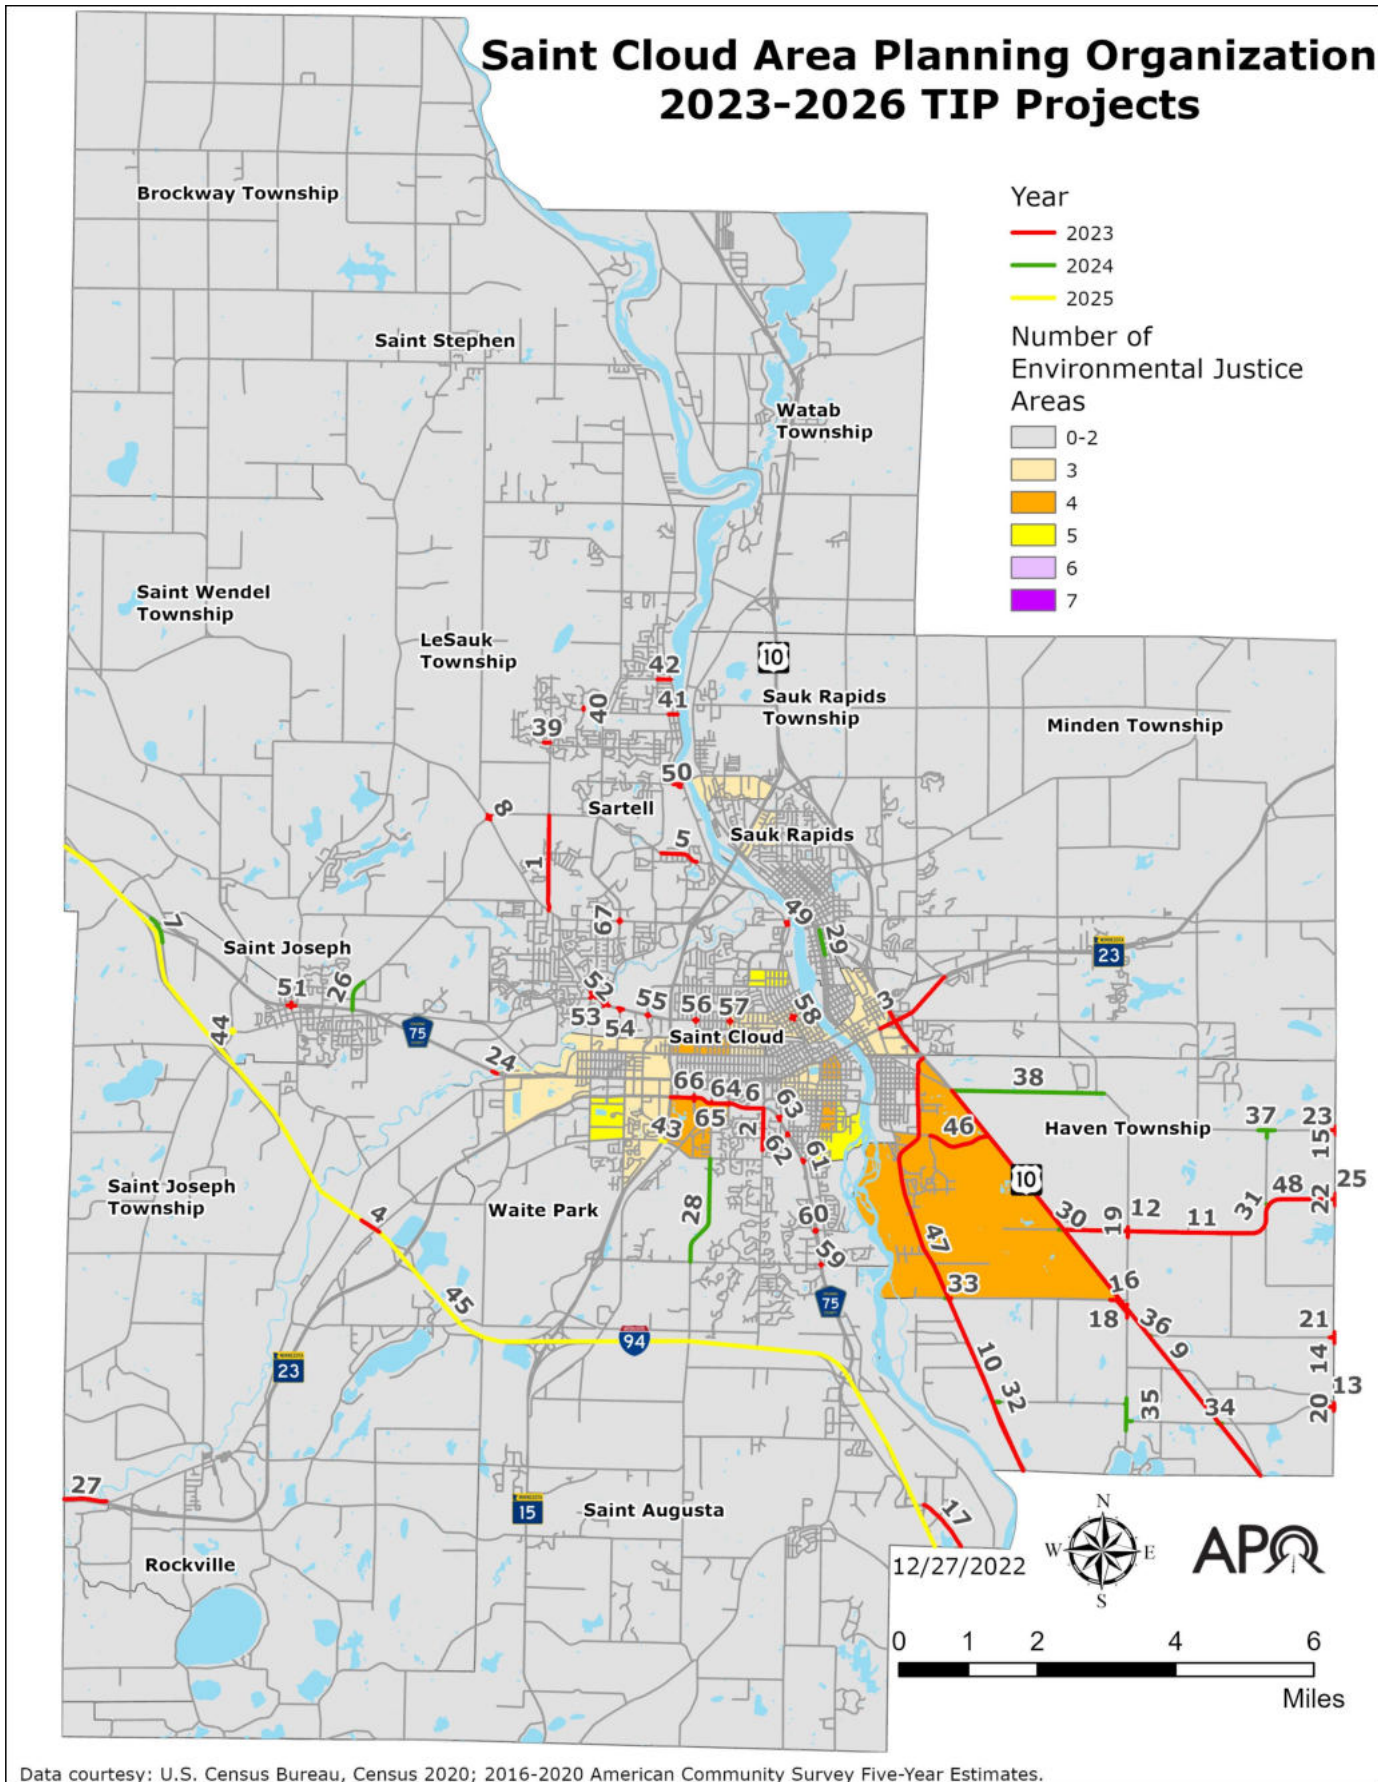 Saint Cloud Area Planning Organization
2023-2026 TIP Projects
Year
2023
2024
2025
Number of
Environmental Justice
Areas
0-2
3
4
5
6
7
Brockway Township
Saint Stephen
Watab
Township
Saint Wendel
Township
LeSauk
Township
10
Sauk Rapids
Township
Minden Township
42
41
40
39
50
8
Sartell
Sauk Rapids
5
1
7
Saint Joseph
67
49
29
MINNESOTA
23
51
26
52
53
54
55
56
57
58
3
Saint Cloud
44
75
24
66
64
6
65
43
2
63
62
61
38
46
Haven Township
37
23
15
10
Saint Joseph
Township
4
Waite Park
28
60
59
47
30
19
12
11
31
48
22
25
45
75
33
16
18
36
9
21
14
94
MINNESOTA
23
10
32
35
34
13
20
27
MINNESOTA
15
Saint Augusta
17
Rockville
12/27/2022
N
W
E
S
APO
0
1
2
4
6
Miles
Data courtesy: U.S. Census Bureau, Census 2020; 2016-2020 American Community Survey Five-Year Estimates.